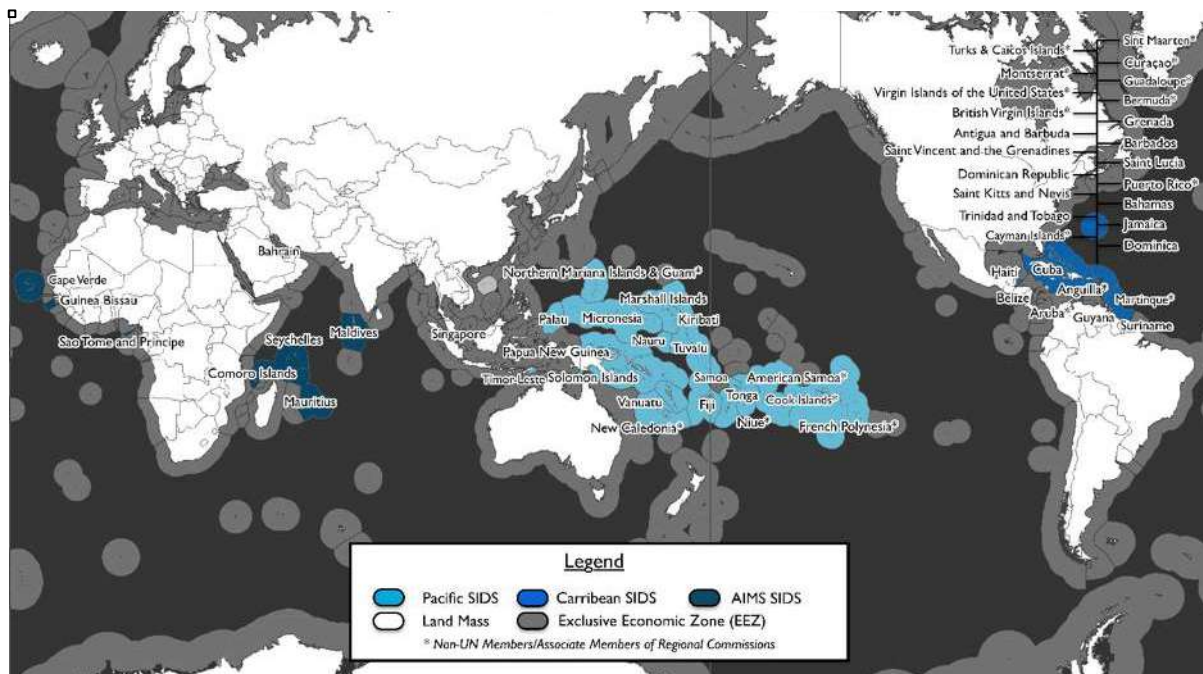 Turks & Caicos Islands*
Montserrat*
Virgin Islands of the United States*
British Virgin Islands*
Antigua and Barbuda
Saint Vincent and the Grenadines
Dominican Republic
Saint Kitts and Nevis
Trinidad and Tobago
Cayman Islands*
Sint Maarten*
Curaçao*
Guadaloupe*
Bermuda*
Grenada
Barbados
Saint Lucia
Puerto Rico*
Bahamas
Jamaica
Dominica
Haiti
Cuba
Belize
Anguilla*
Martinique*
Aruba*
Guyana
Suriname
Bahrain
Cape Verde
Guinea Bissau
Sao Tome and Principe
Seychelles
Maldives
Comoro Islands
Mauritius
Singapore
Northern Mariana Islands & Guam*
Marshall Islands
Palau
Micronesia
Kiribati
Nauru
Papua New Guinea
Tuvalu
Timor-Leste
Solomon Islands
Samoa
American Samoa*
Vanuatu
Fiji
Tonga
Cook Islands*
New Caledonia*
Niue*
French Polynesia*
Legend
Pacific SIDS
Carribean SIDS
AIMS SIDS
Land Mass
Exclusive Economic Zone (EEZ)
* Non-UN Members/Associate Members of Regional Commissions